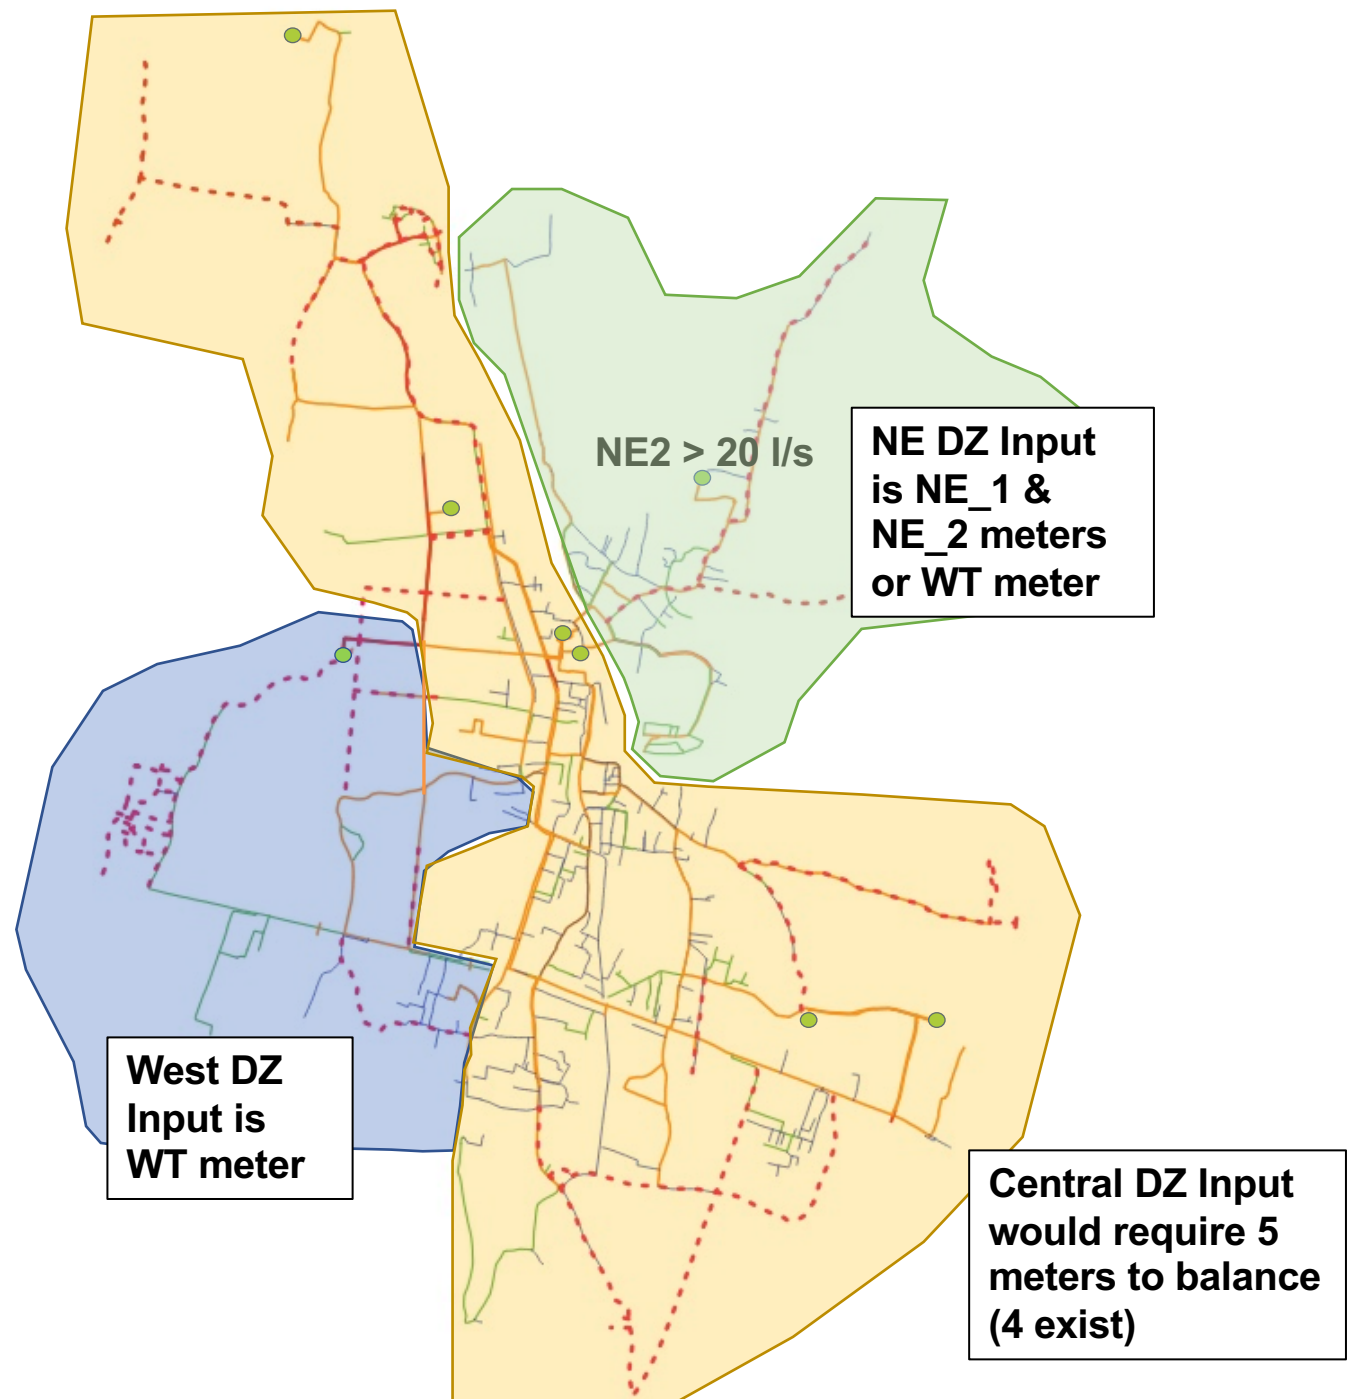 NE2 > 20 l/s
NE DZ Input
is NE_1 &
NE_2 meters
or WT meter
West DZ
Input is
WT meter
Central DZ Input
would require 5
meters to balance
(4 exist)